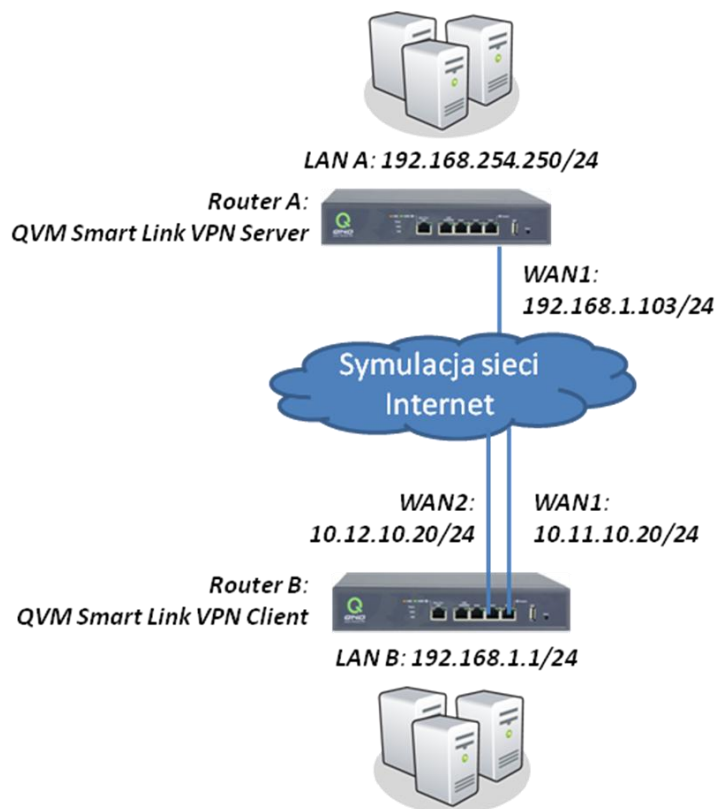 LAN A: 192.168.254.250/24
Router A:
QVM Smart Link VPN Server
WAN1:
192.168.1.103/24
Symulacja sieci
Internet
WAN2:
10.12.10.20/24
WAN1:
10.11.10.20/24
Router B:
QVM Smart Link VPN Client
LAN B: 192.168.1.1/24